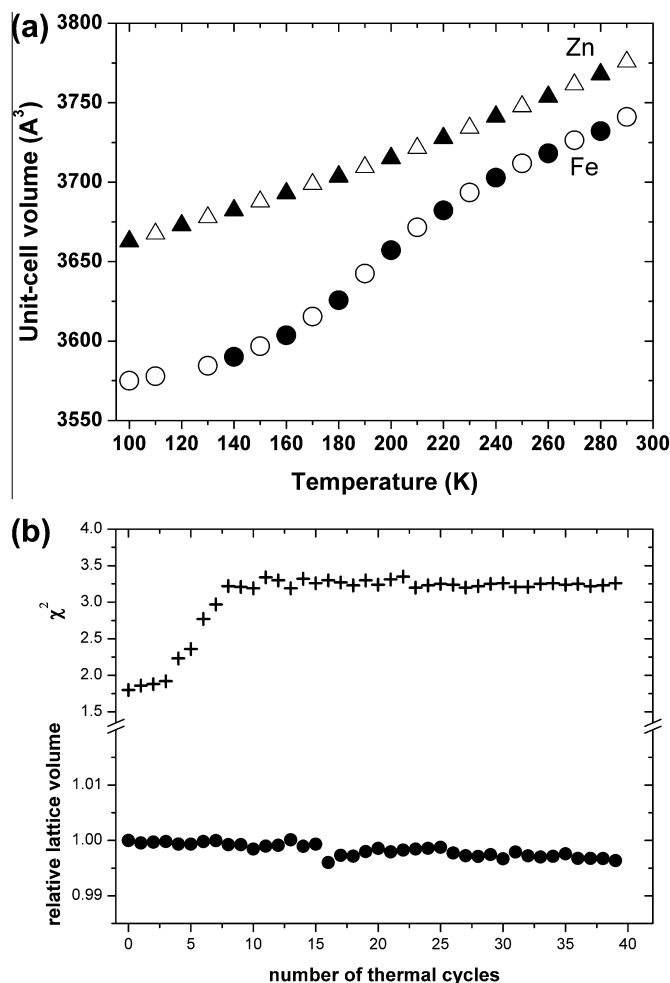 (a)
3800
3750
3700
3650
3600
3550
Unit-cell volume (A³)
Zn
Fe
100 120 140 160 180 200 220 240 260 280 300
Temperature (K)
(b)
4.0
3.5
3.0
2.5
2.0
1.5
χ²
1.01
1.00
0.99
relative lattice volume
0 5 10 15 20 25 30 35 40
number of thermal cycles